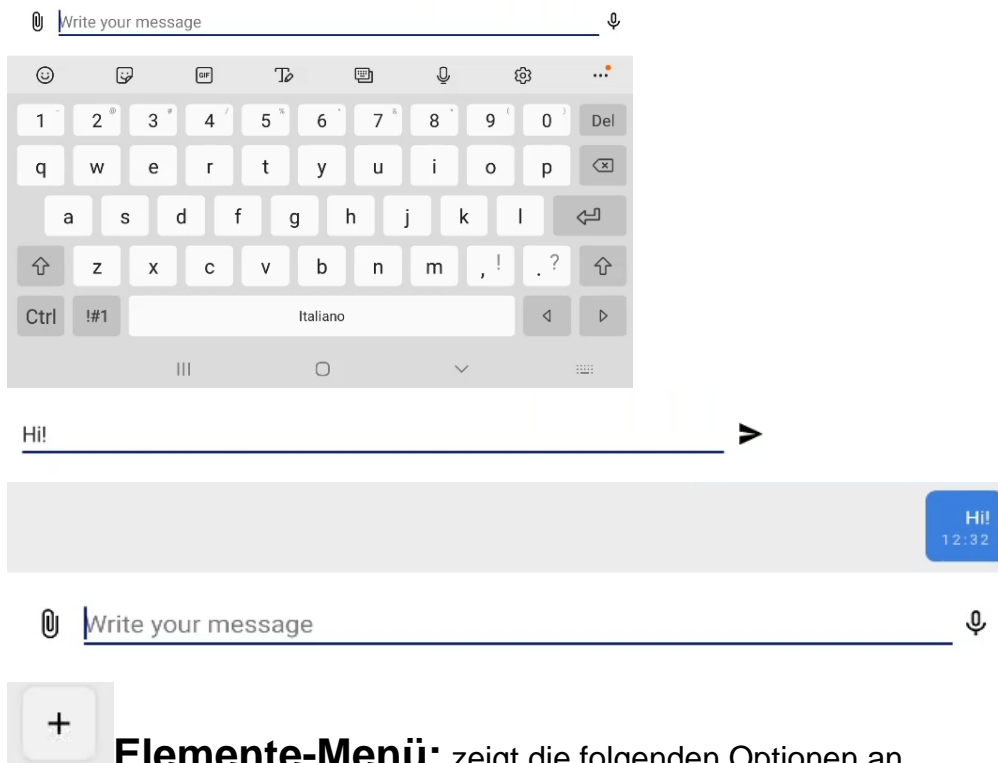 Write your message
GIF
1 2 @ 3 # 4 / 5 % 6 ^ 7 & 8 * 9 ( 0 ) Del
q w e r t y u i o p
a s d f g h j k l
z x c v b n m , ! . ?
Ctrl !#1 Italiano
Hi!
Hi!
12:32
Write your message
+
Elemente-Menü: zeigt die folgenden Optionen an